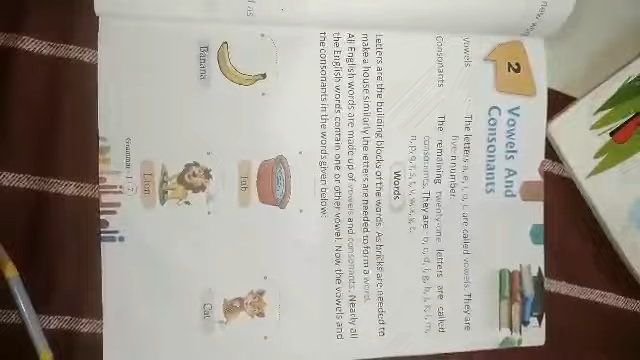 2
Vowels And
Consonants
Vowels : The letters a, e, i, o, u, are called vowels. They are
five in number.
Consonants : The remaining twenty-one letters are called
consonants. They are - b, c, d, f, g, h, j, k, l, m,
n, p, q, r, s, t, v, w, x, y, z.
Words
Letters are the building blocks of the words. As bricks are needed to
make a house similarly the letters are needed to form a word.
All English words are made up of vowels and consonants. Nearly all
the English words contain one or other vowel. Now the vowels and
the consonants in the words given below:
Banana
Tub
Lion
Cat
Grammar-1 7